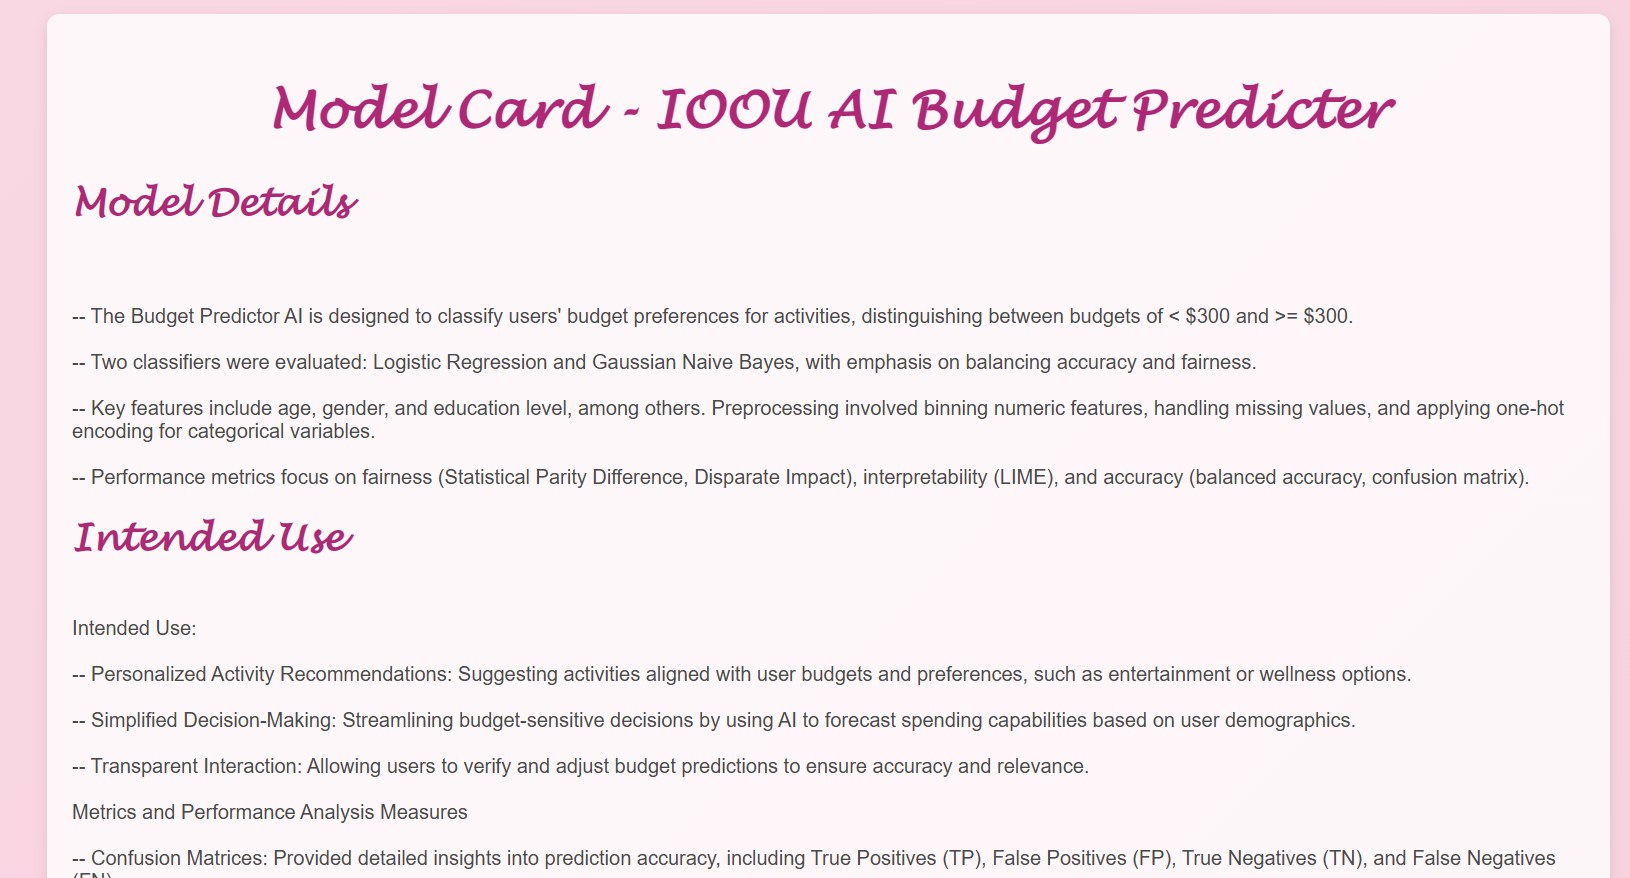 Model Card - IOOU AI Budget Predicter
Model Details
-- The Budget Predictor AI is designed to classify users' budget preferences for activities, distinguishing between budgets of < $300 and >= $300.
-- Two classifiers were evaluated: Logistic Regression and Gaussian Naive Bayes, with emphasis on balancing accuracy and fairness.
-- Key features include age, gender, and education level, among others. Preprocessing involved binning numeric features, handling missing values, and applying one-hot
encoding for categorical variables.
-- Performance metrics focus on fairness (Statistical Parity Difference, Disparate Impact), interpretability (LIME), and accuracy (balanced accuracy, confusion matrix).
Intended Use
Intended Use:
-- Personalized Activity Recommendations: Suggesting activities aligned with user budgets and preferences, such as entertainment or wellness options.
-- Simplified Decision-Making: Streamlining budget-sensitive decisions by using AI to forecast spending capabilities based on user demographics.
-- Transparent Interaction: Allowing users to verify and adjust budget predictions to ensure accuracy and relevance.
Metrics and Performance Analysis Measures
-- Confusion Matrices: Provided detailed insights into prediction accuracy, including True Positives (TP), False Positives (FP), True Negatives (TN), and False Negatives